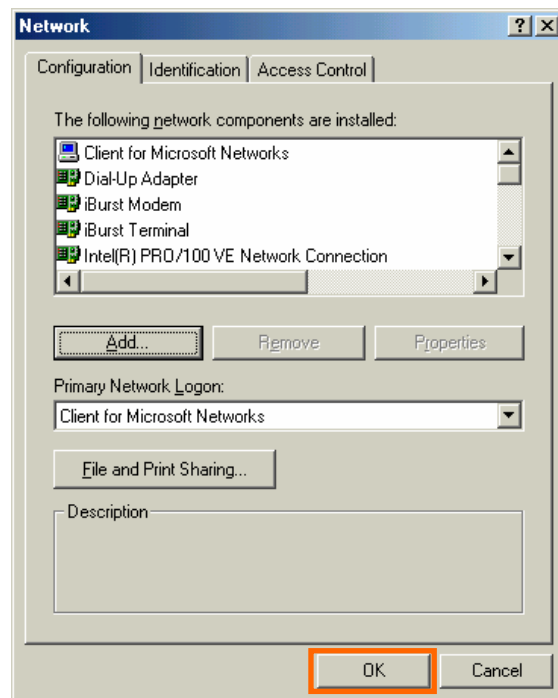 Network
Configuration Identification Access Control
The following network components are installed:
Client for Microsoft Networks
Dial-Up Adapter
iBurst Modem
iBurst Terminal
Intel(R) PRO/100 VE Network Connection
Add... Remove Properties
Primary Network Logon:
Client for Microsoft Networks
File and Print Sharing...
Description
OK Cancel